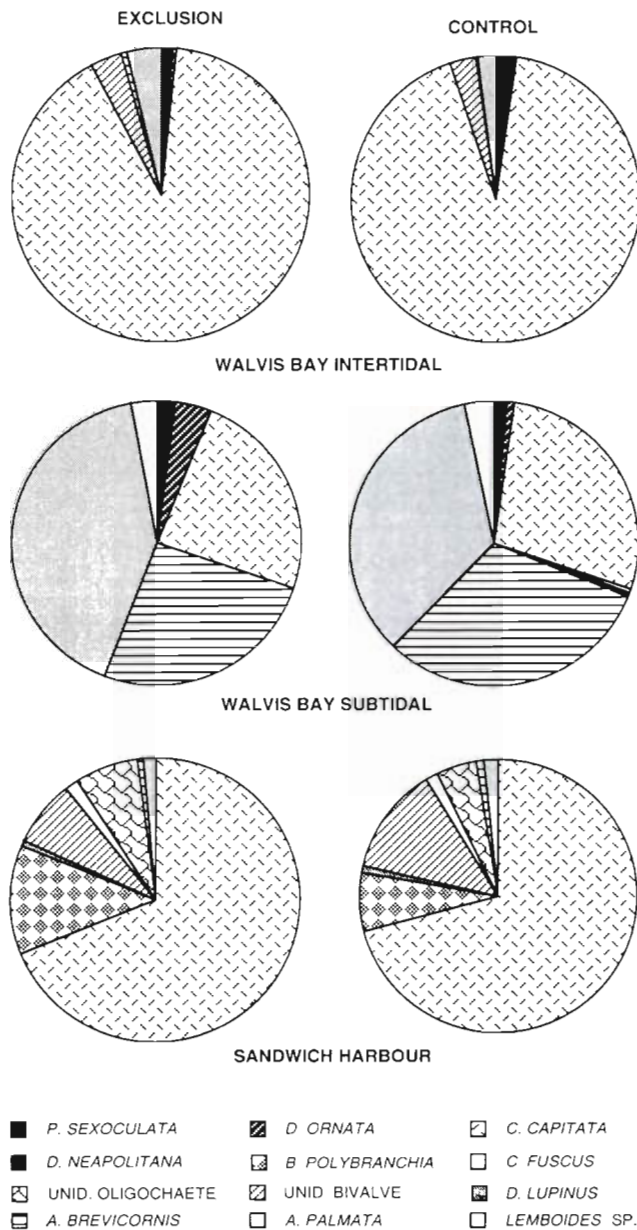 EXCLUSION
CONTROL
WALVIS BAY INTERTIDAL
WALVIS BAY SUBTIDAL
SANDWICH HARBOUR
P. SEXOCULATA
D ORNATA
C. CAPITATA
D. NEAPOLITANA
B POLYBRANCHIA
C FUSCUS
UNID. OLIGOCHAETE
UNID BIVALVE
D. LUPINUS
A. BREVICORNIS
A. PALMATA
LEMBOIDES SP.